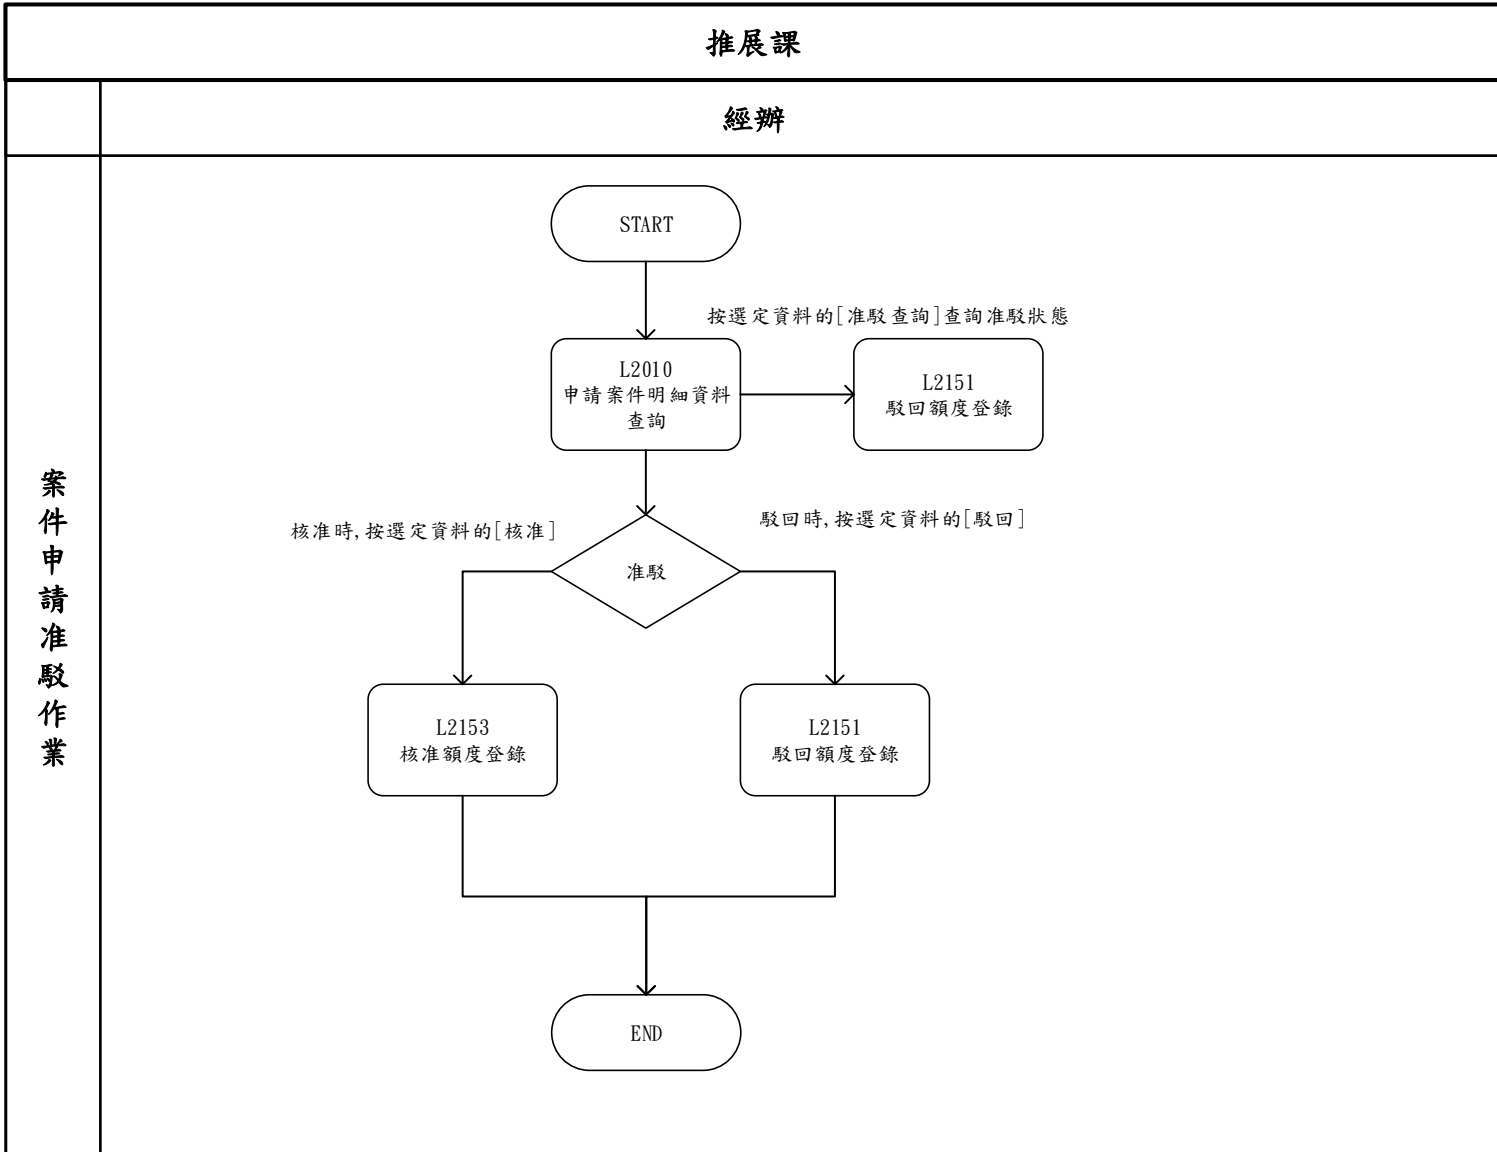 推展課
經辦
案件申請准駁作業
START
按選定資料的[准駁查詢]查詢准駁狀態
L2010
申請案件明細資料
查詢
L2151
駁回額度登錄
核准時,按選定資料的[核准]
駁回時,按選定資料的[駁回]
准駁
L2153
核准額度登錄
L2151
駁回額度登錄
END